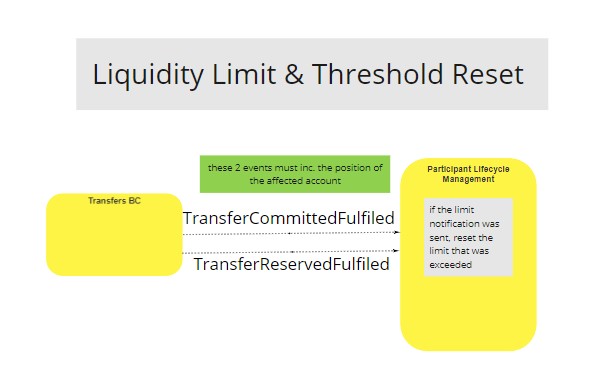 Liquidity Limit & Threshold Reset
these 2 events must inc. the position of
the affected account
Participant Lifecycle
Management
Transfers BC
if the limit
notification was
sent, reset the
limit that was
exceeded
TransferCommittedFulfiled
TransferReservedFulfiled